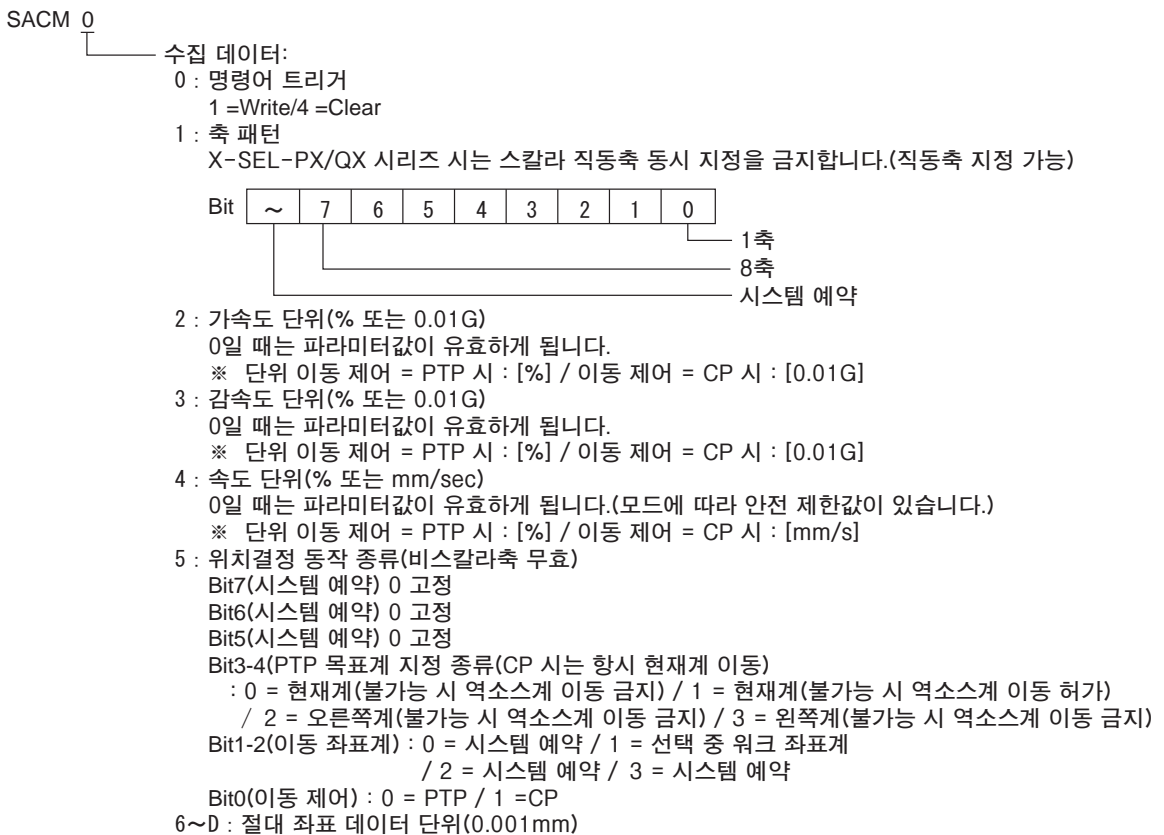 SACM 0
수집 데이터:
0 : 명령어 트리거
1 =Write/4 =Clear
1 : 축 패턴
X-SEL-PX/QX 시리즈 시는 스칼라 직동축 동시 지정을 금지합니다.(직동축 지정 가능)
Bit ~ 7 6 5 4 3 2 1 0
1축
8축
시스템 예약
2 : 가속도 단위(% 또는 0.01G)
0일 때는 파라미터값이 유효하게 됩니다.
※ 단위 이동 제어 = PTP 시 : [%] / 이동 제어 = CP 시 : [0.01G]
3 : 감속도 단위(% 또는 0.01G)
0일 때는 파라미터값이 유효하게 됩니다.
※ 단위 이동 제어 = PTP 시 : [%] / 이동 제어 = CP 시 : [0.01G]
4 : 속도 단위(% 또는 mm/sec)
0일 때는 파라미터값이 유효하게 됩니다.(모드에 따라 안전 제한값이 있습니다.)
※ 단위 이동 제어 = PTP 시 : [%] / 이동 제어 = CP 시 : [mm/s]
5 : 위치결정 동작 종류(비스칼라축 무효)
Bit7(시스템 예약) 0 고정
Bit6(시스템 예약) 0 고정
Bit5(시스템 예약) 0 고정
Bit3-4(PTP 목표계 지정 종류(CP 시는 항시 현재계 이동)
: 0 = 현재계(불가능 시 역소스계 이동 금지) / 1 = 현재계(불가능 시 역소스계 이동 허가)
/ 2 = 오른쪽계(불가능 시 역소스계 이동 금지) / 3 = 왼쪽계(불가능 시 역소스계 이동 금지)
Bit1-2(이동 좌표계) : 0 = 시스템 예약 / 1 = 선택 중 워크 좌표계
/ 2 = 시스템 예약 / 3 = 시스템 예약
Bit0(이동 제어) : 0 = PTP / 1 =CP
6~D : 절대 좌표 데이터 단위(0.001mm)